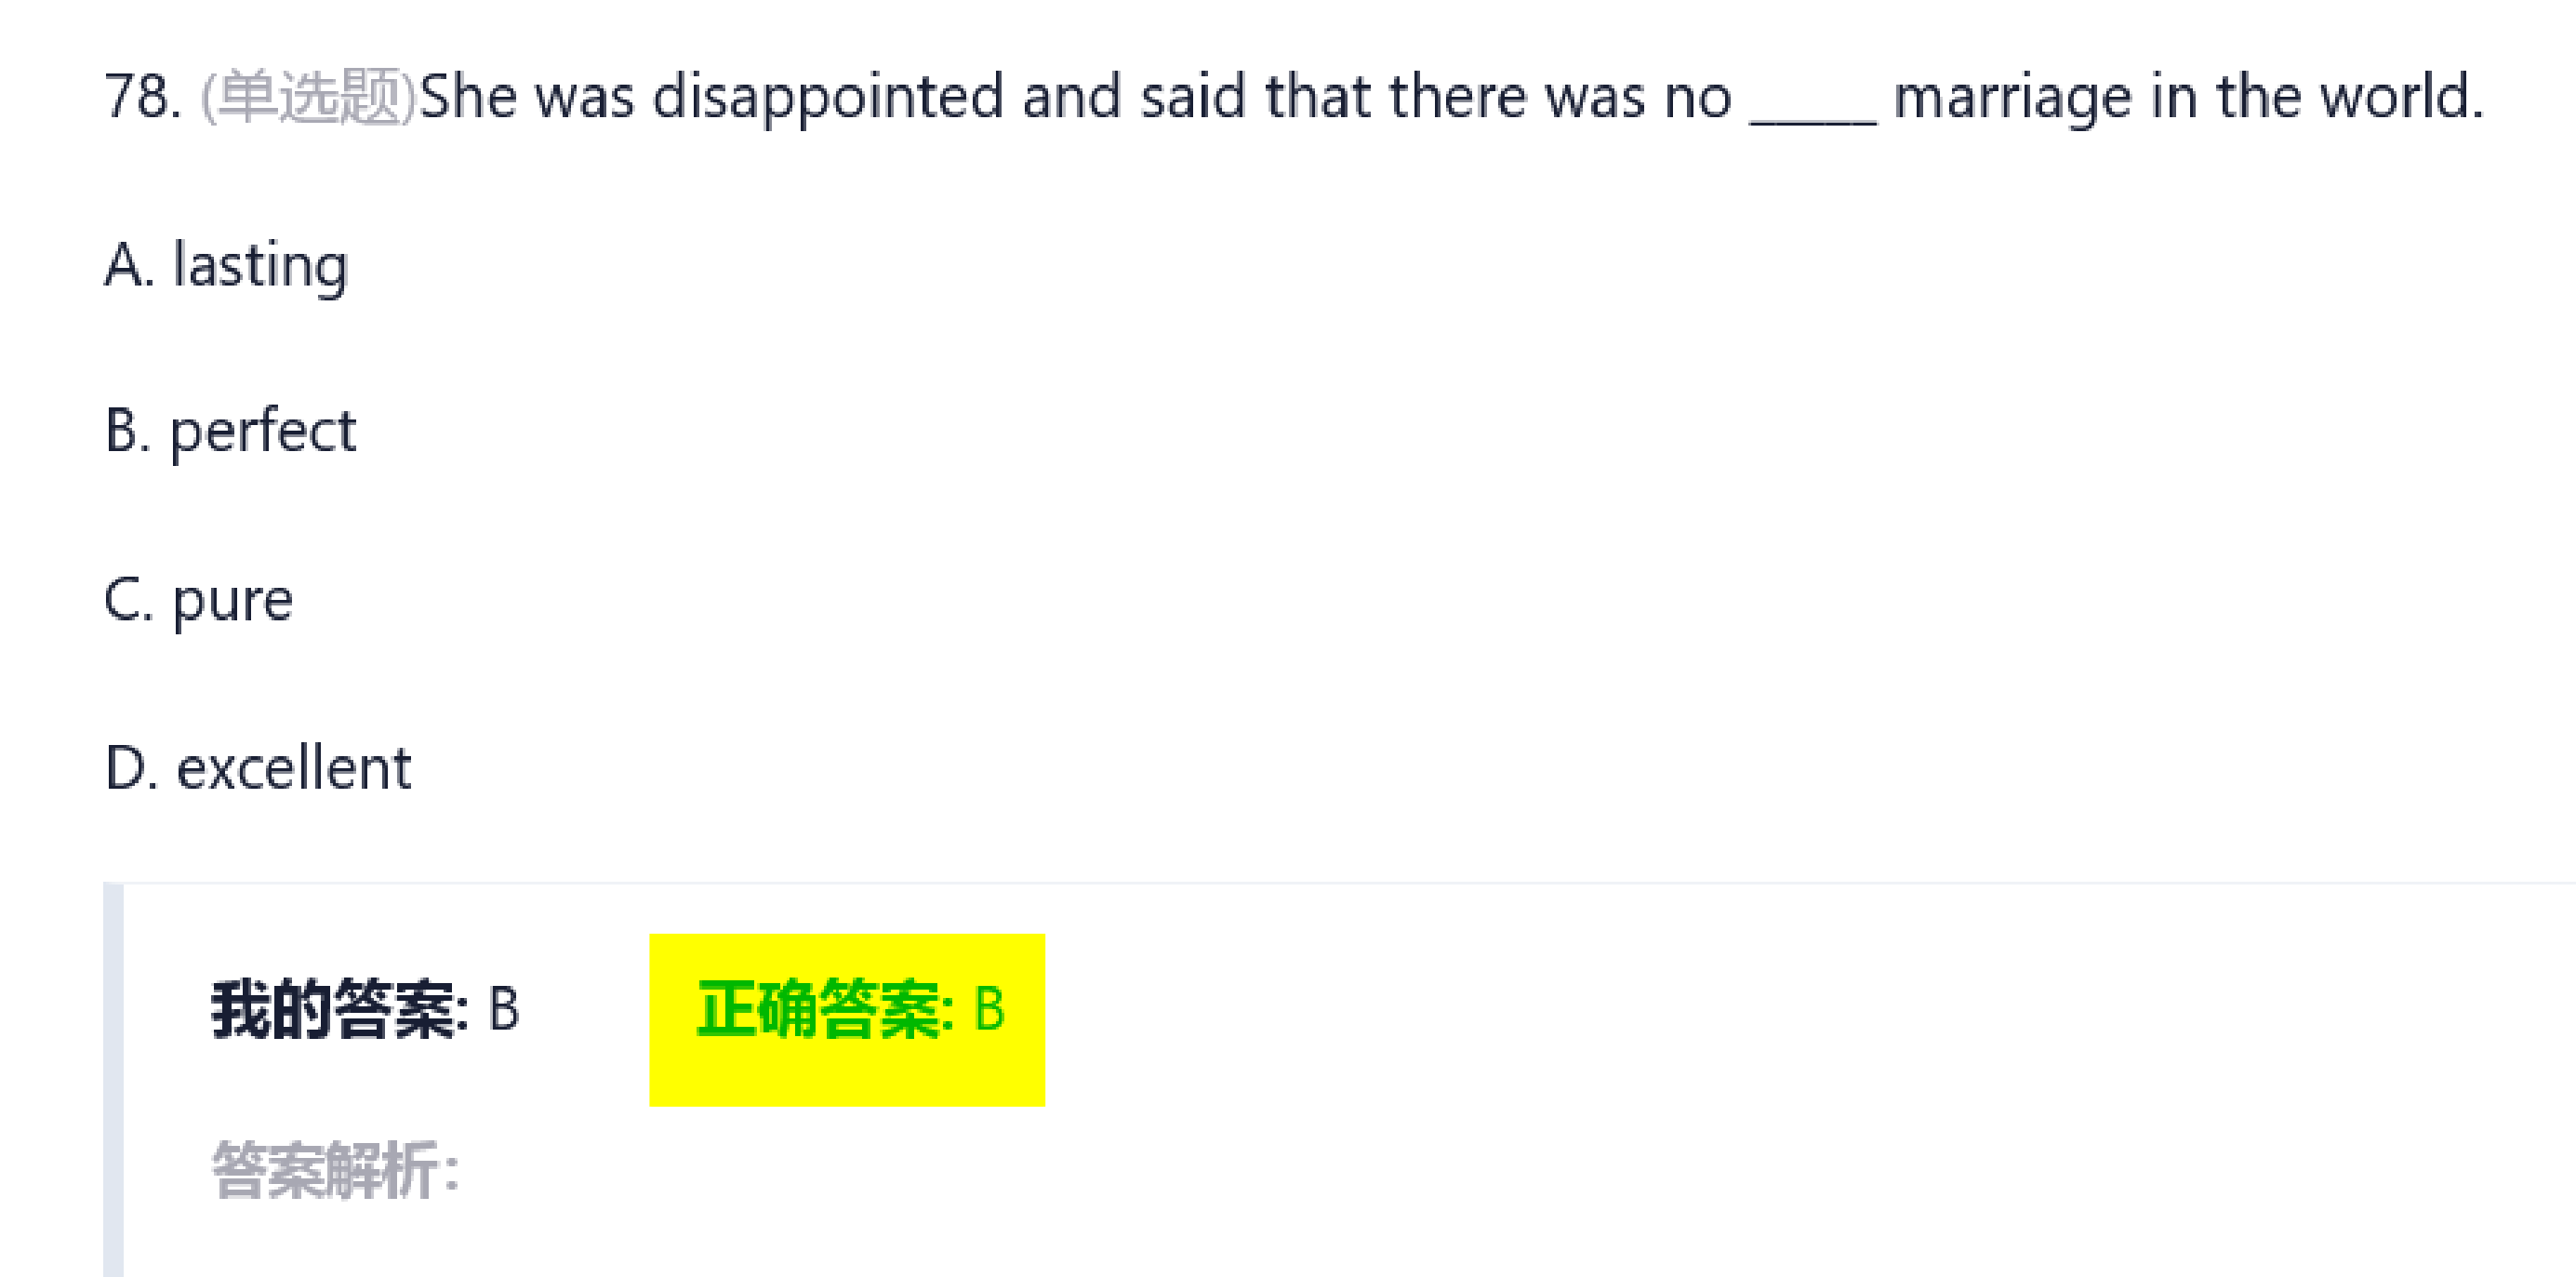 78. (单选题)She was disappointed and said that there was no _____ marriage in the world.
A. lasting
B. perfect
C. pure
D. excellent
我的答案: B 正确答案: B
答案解析: